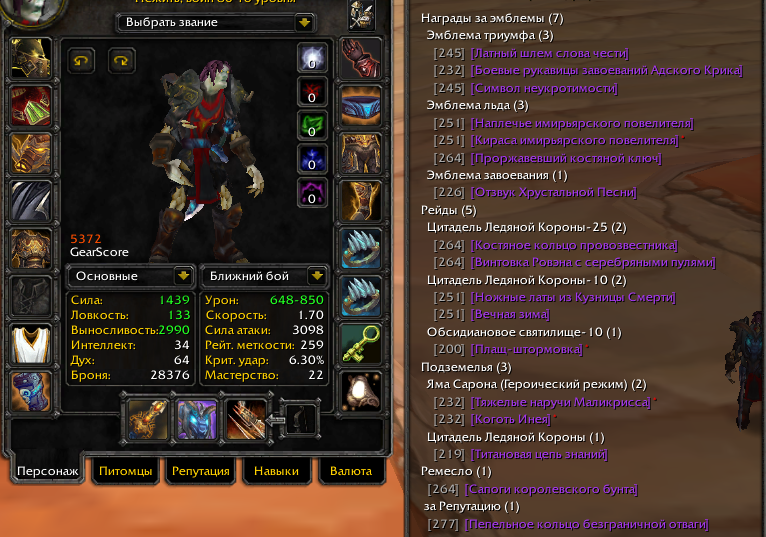 Нежить, воин 80-го уровня
Выбрать звание
0
0
0
0
0
5372
GearScore
Основные
Ближний бой
Сила: 1439
Ловкость: 133
Выносливость: 2990
Интеллект: 34
Дух: 64
Броня: 28376
Урон: 648-850
Скорость: 1.70
Сила атаки: 3098
Рейт. меткости: 259
Крит. удар: 6.30%
Мастерство: 22
Персонаж
Питомцы
Репутация
Навыки
Валюта
Награды за эмблемы (7)
Эмблема триумфа (3)
[245] [Латный шлем слова чести]
[232] [Боевые рукавицы завоеваний Адского Крика]
[245] [Символ неукротимости]
Эмблема льда (3)
[251] [Наплечье имирьярского повелителя]
[251] [Кираса имирьярского повелителя]
[264] [Проржавевший костяной ключ]
Эмблема завоевания (1)
[226] [Отзвук Хрустальной Песни]
Рейды (5)
Цитадель Ледяной Короны-25 (2)
[264] [Костяное кольцо провозвестника]
[264] [Винтовка Ровэна с серебряными пулями]
Цитадель Ледяной Короны-10 (2)
[251] [Ножные латы из Кузницы Смерти]
[251] [Вечная зима]
Обсидиановое святилище-10 (1)
[200] [Плащ-штормовка]
Подземелья (3)
Яма Сарона (Героический режим) (2)
[232] [Тяжелые наручи Маликрисса]
[232] [Коготь Инея]
Цитадель Ледяной Короны (1)
[219] [Титановая цепь знаний]
Ремесло (1)
[264] [Сапоги королевского бунта]
за Репутацию (1)
[277] [Пепельное кольцо безграничной отваги]